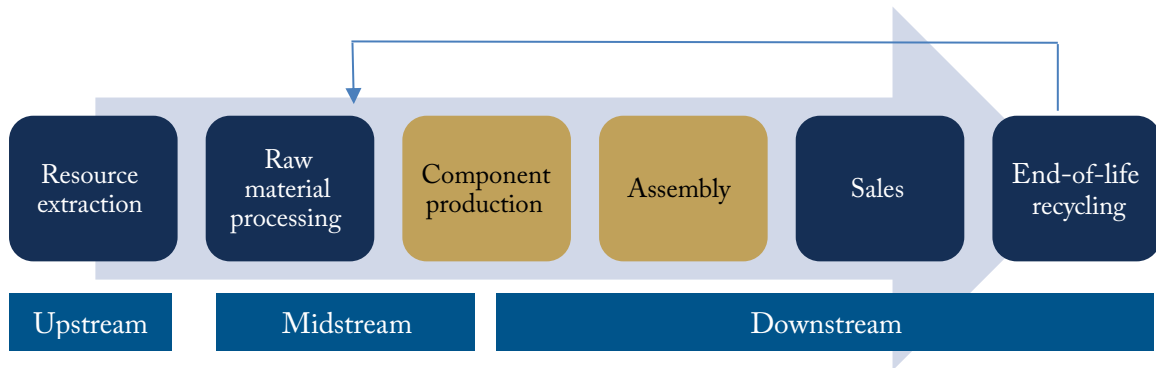 Resource
extraction
Raw
material
processing
Component
production
Assembly
Sales
End-of-life
recycling
Upstream
Midstream
Downstream